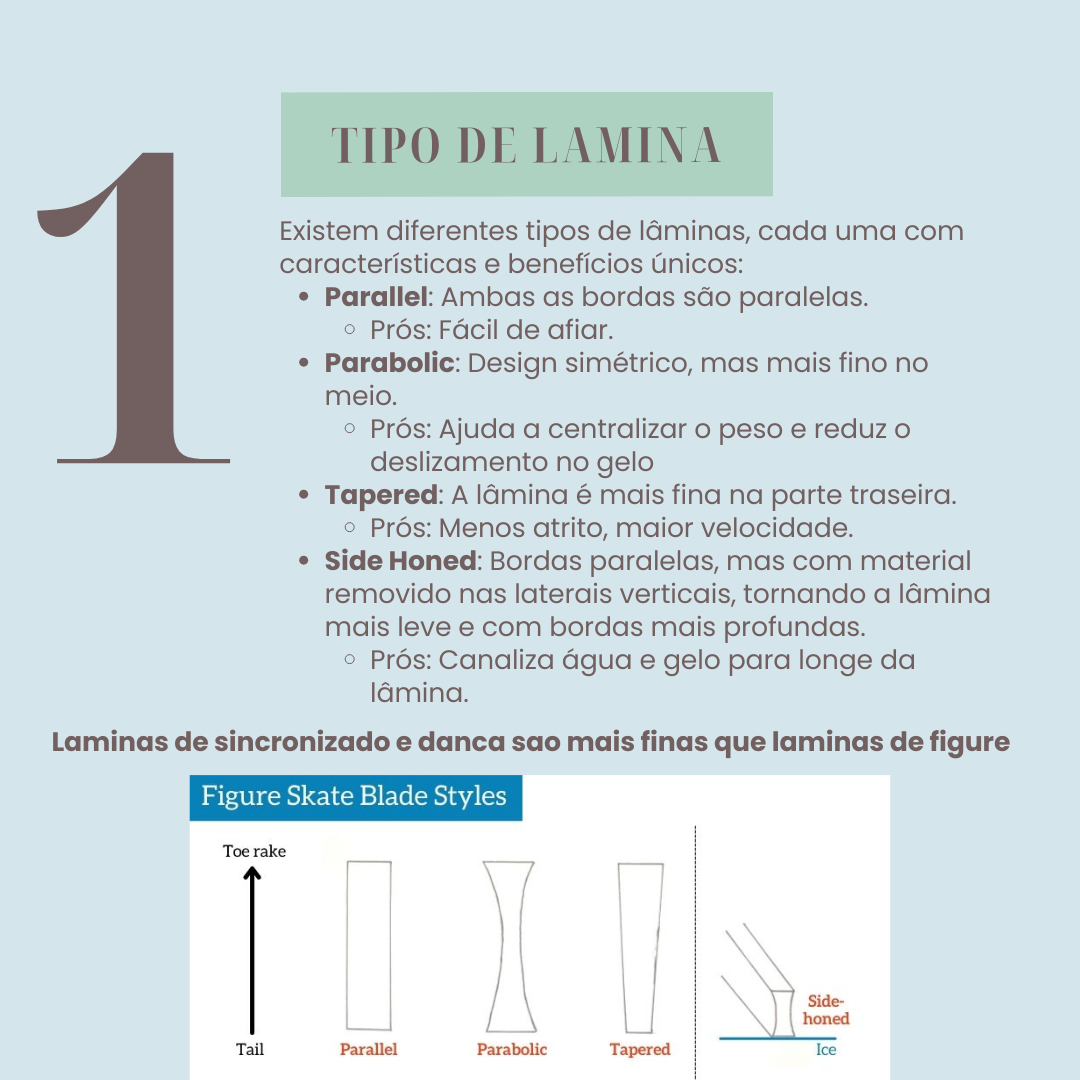 1
TIPO DE LAMINA
Existem diferentes tipos de lâminas, cada uma com
características e benefícios únicos:
• Parallel: Ambas as bordas são paralelas.
○ Prós: Fácil de afiar.
• Parabolic: Design simétrico, mas mais fino no
meio.
○ Prós: Ajuda a centralizar o peso e reduz o
deslizamento no gelo
• Tapered: A lâmina é mais fina na parte traseira.
○ Prós: Menos atrito, maior velocidade.
• Side Honed: Bordas paralelas, mas com material
removido nas laterais verticais, tornando a lâmina
mais leve e com bordas mais profundas.
○ Prós: Canaliza água e gelo para longe da
lâmina.
Laminas de sincronizado e danca sao mais finas que laminas de figure
Figure Skate Blade Styles
Toe rake
Tail
Parallel
Parabolic
Tapered
Side-
honed
Ice